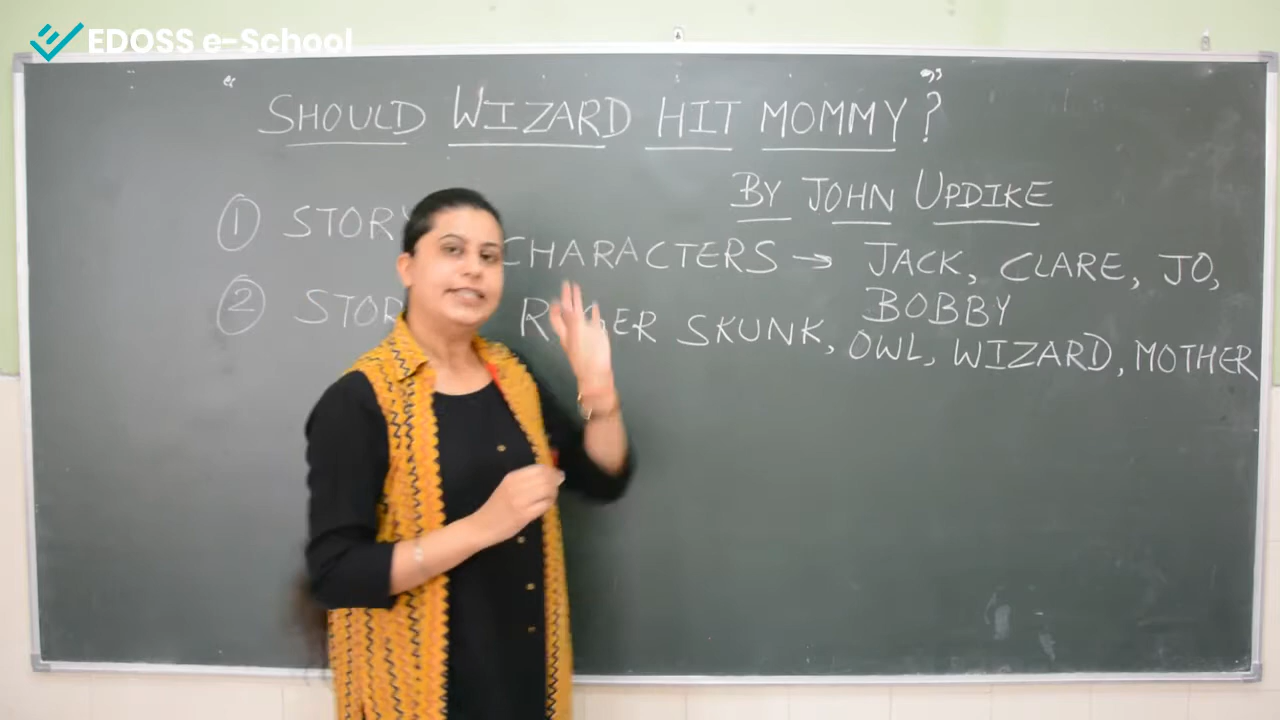 EDOSS e-School
SHOULD WIZARD HIT MOMMY?
BY JOHN UPDIKE
① STORY
CHARACTERS → JACK, CLARE, JO,
BOBBY
② STOR
SKUNK, OWL, WIZARD, MOTHER